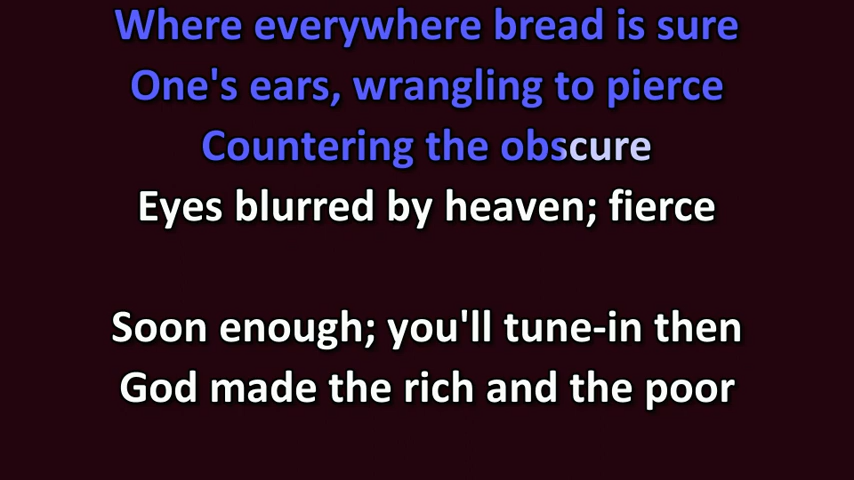 Where everywhere bread is sure
One's ears, wrangling to pierce
Countering the obscure
Eyes blurred by heaven; fierce
Soon enough; you'll tune-in then
God made the rich and the poor